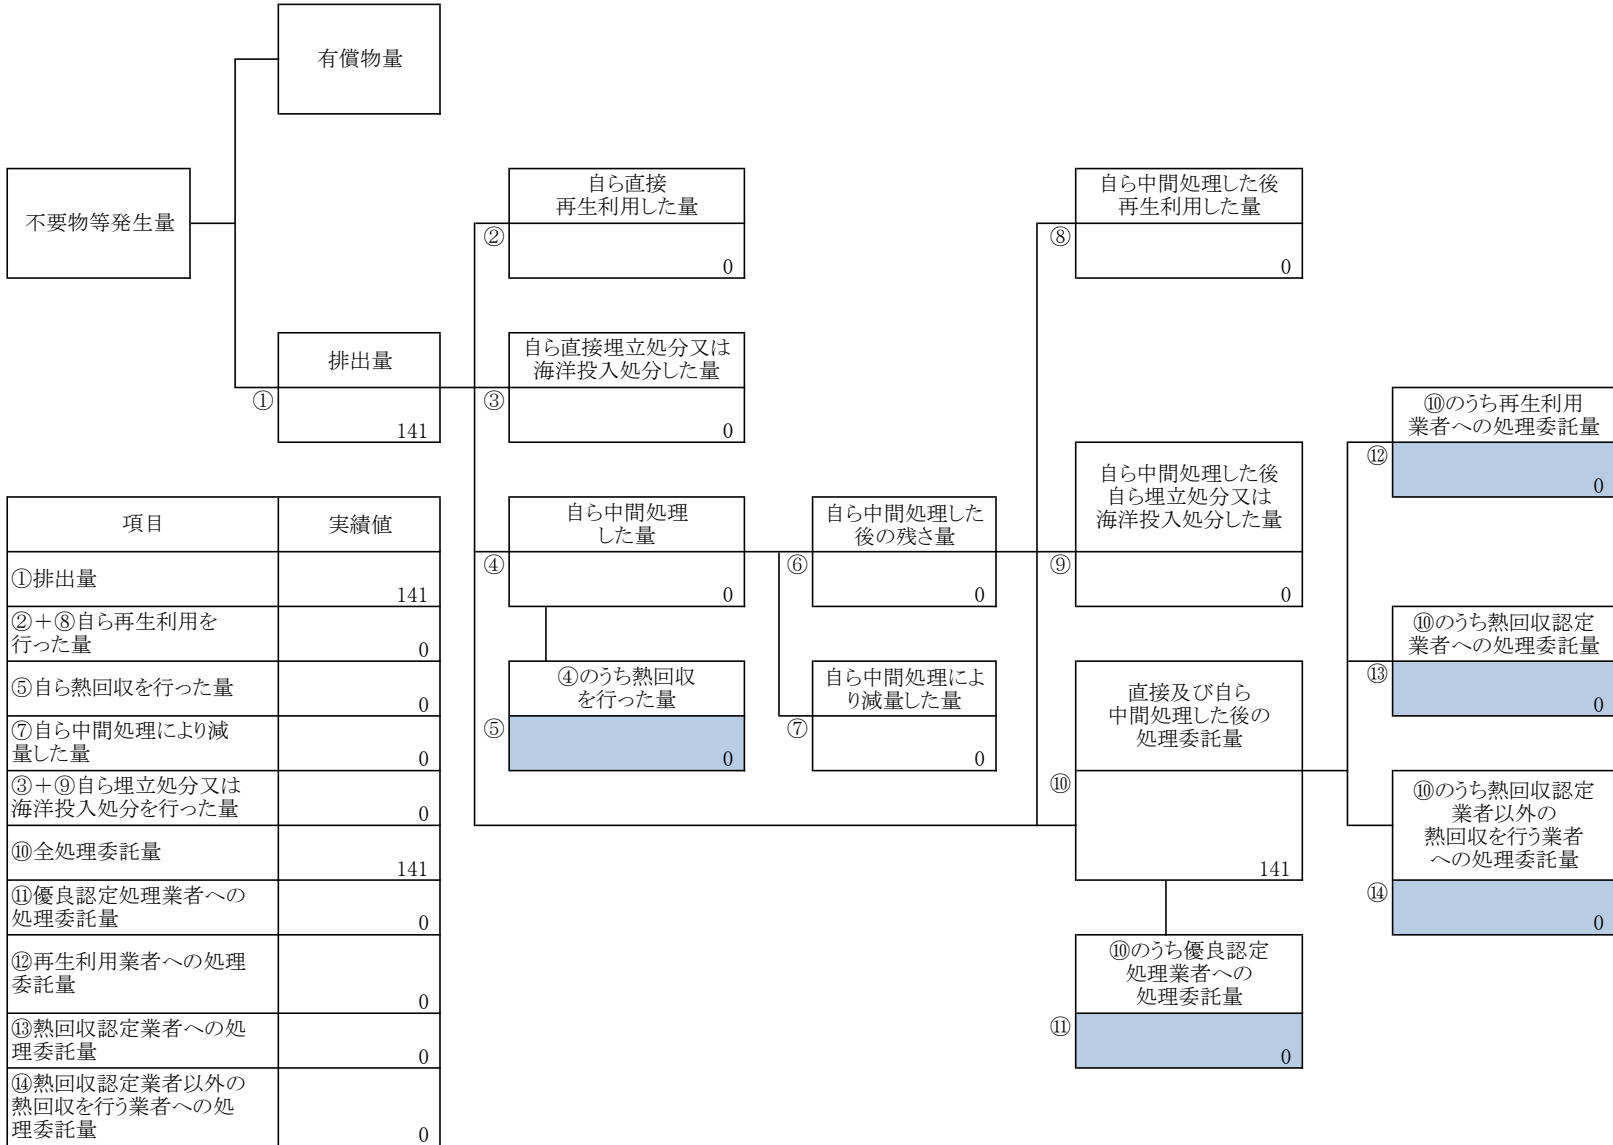 有償物量
不要物等発生量
自ら直接
再生利用した量
②
0
自ら中間処理した後
再生利用した量
⑧
0
排出量
①
141
自ら直接埋立処分又は
海洋投入処分した量
③
0
⑩のうち再生利用
業者への処理委託量
⑫
0
自ら中間処理
した量
④
0
自ら中間処理した
後の残さ量
⑥
0
自ら中間処理した後
自ら埋立処分又は
海洋投入処分した量
⑨
0
⑩のうち熱回収認定
業者への処理委託量
⑬
0
④のうち熱回収
を行った量
⑤
0
自ら中間処理によ
り減量した量
⑦
0
直接及び自ら
中間処理した後の
処理委託量
⑩
141
⑩のうち熱回収認定
業者以外の
熱回収を行う業者
への処理委託量
⑭
0
⑩のうち優良認定
処理業者への
処理委託量
⑪
0
項目 実績値
①排出量
141
②+⑧自ら再生利用を
行った量 0
⑤自ら熱回収を行った量
0
⑦自ら中間処理により減
量した量 0
③+⑨自ら埋立処分又は
海洋投入処分を行った量 0
⑩全処理委託量
141
⑪優良認定処理業者への
処理委託量 0
⑫再生利用業者への処理
委託量
0
⑬熱回収認定業者への処
理委託量 0
⑭熱回収認定業者以外の
熱回収を行う業者への処
理委託量 0